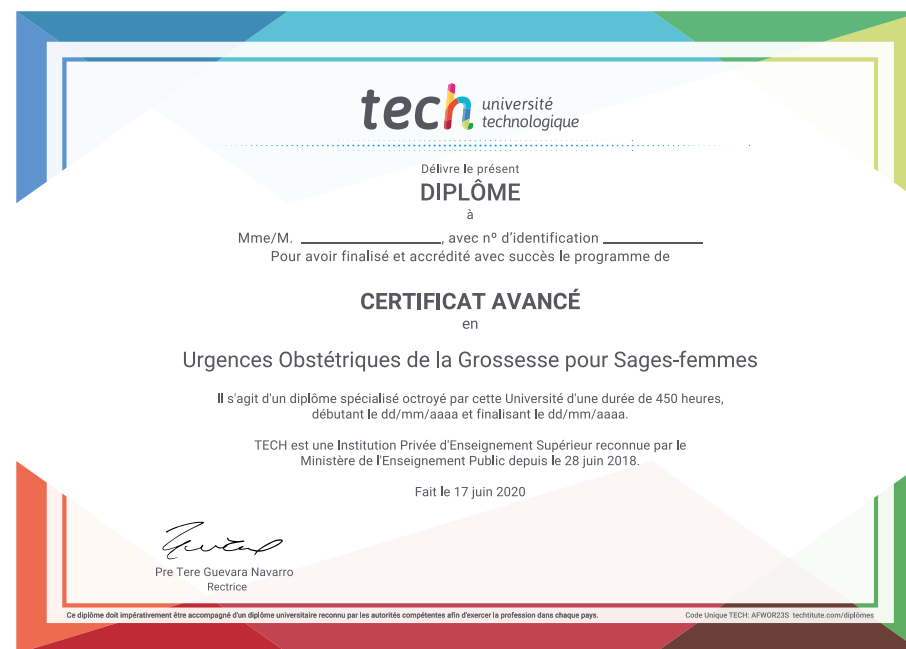 tech université
technologique
Délivre le présent
DIPLÔME
à
Mme/M. ____________________, avec nº d'identification ______________
Pour avoir finalisé et accrédité avec succès le programme de
CERTIFICAT AVANCÉ
en
Urgences Obstétriques de la Grossesse pour Sages-femmes
Il s'agit d'un diplôme spécialisé octroyé par cette Université d'une durée de 450 heures,
débutant le dd/mm/aaaa et finalisant le dd/mm/aaaa.
TECH est une Institution Privée d'Enseignement Supérieur reconnue par le
Ministère de l'Enseignement Public depuis le 28 juin 2018.
Fait le 17 juin 2020
Pre Tere Guevara Navarro
Rectrice
Ce diplôme doit impérativement être accompagné d'un diplôme universitaire reconnu par les autorités compétentes afin d'exercer la profession dans chaque pays.
Code Unique TECH: AFWOR23S techtitute.com/diplômes